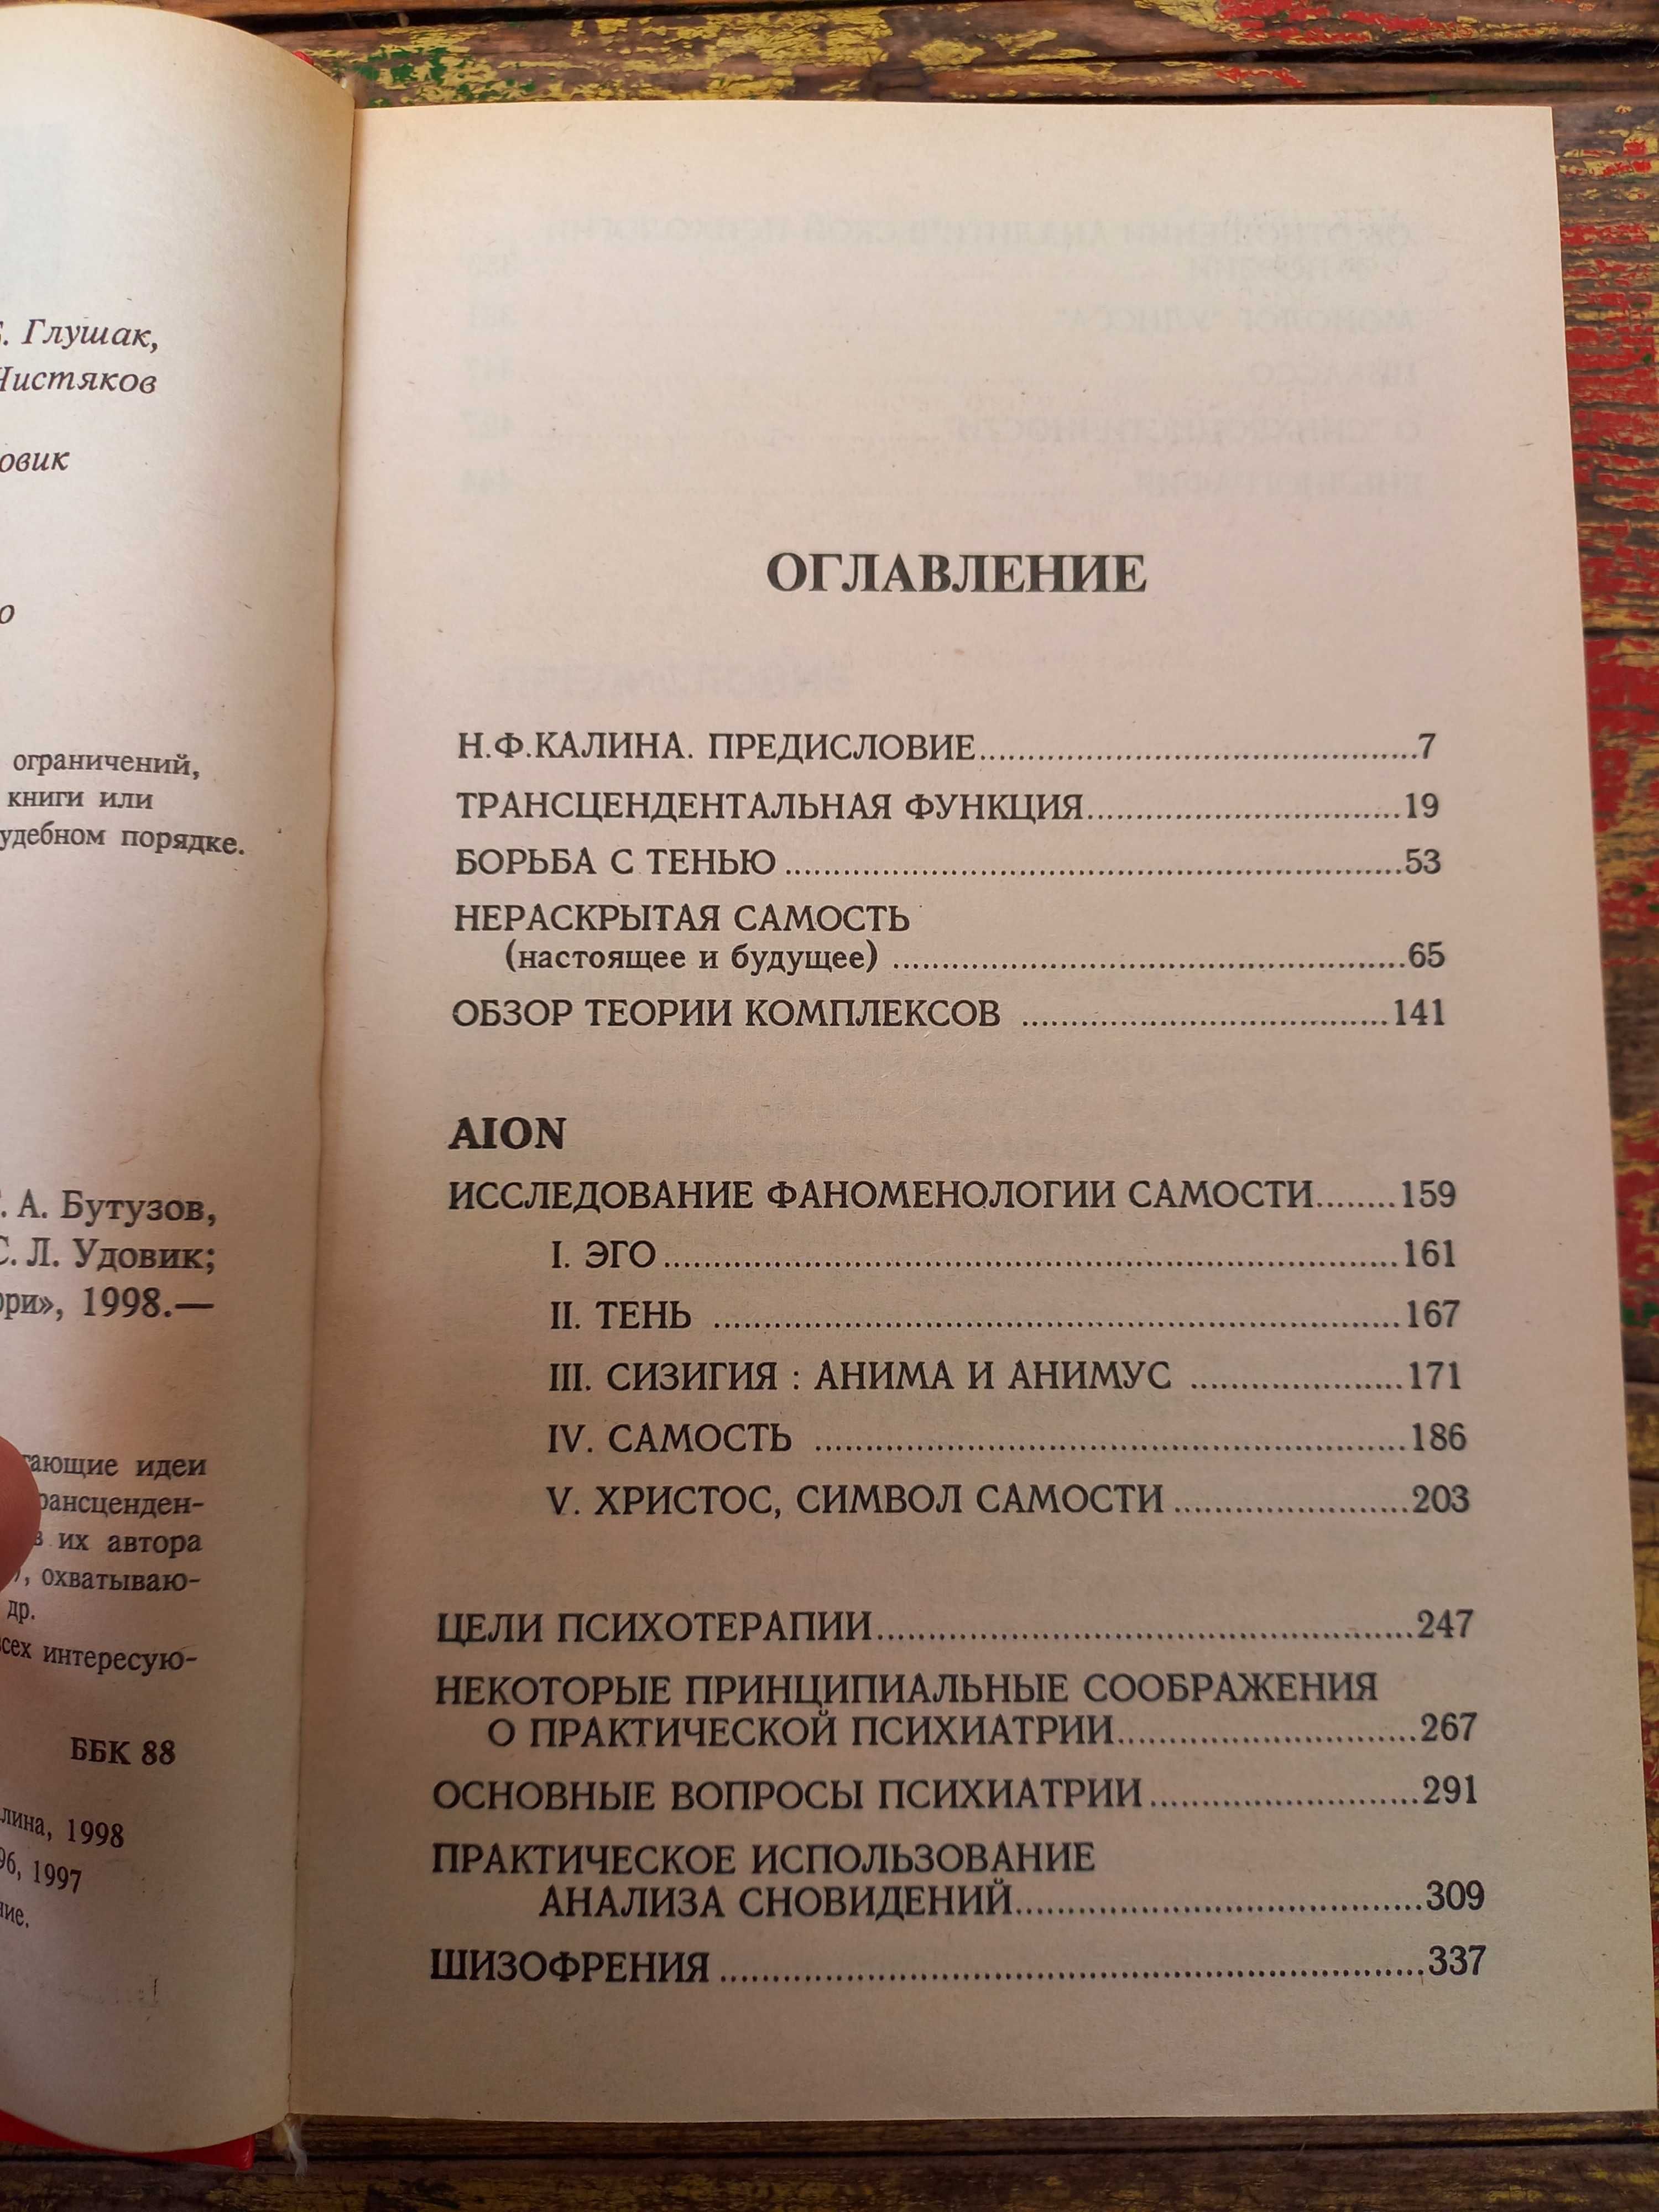 Глушак,
Чистяков
ограничений,
книги или
порядке.
А. Бутузов,
С. Л. Удовик;
1998.—
идеи
их автора
охватываю-
др.
интересую-
ББК 88
1998
1997
ОГЛАВЛЕНИЕ
Н.Ф.КАЛИНА. ПРЕДИСЛОВИЕ.......................7
ТРАНСЦЕНДЕНТАЛЬНАЯ ФУНКЦИЯ.......................19
БОРЬБА С ТЕНЬЮ .......................53
НЕРАСКРЫТАЯ САМОСТЬ
(настоящее и будущее) .......................65
ОБЗОР ТЕОРИИ КОМПЛЕКСОВ .......................141
AION
ИССЛЕДОВАНИЕ ФАНОМЕНОЛОГИИ САМОСТИ........159
I. ЭГО .......................161
II. ТЕНЬ .......................167
III. СИЗИГИЯ : АНИМА И АНИМУС .......................171
IV. САМОСТЬ .......................186
V. ХРИСТОС, СИМВОЛ САМОСТИ .......................203
ЦЕЛИ ПСИХОТЕРАПИИ.......................247
НЕКОТОРЫЕ ПРИНЦИПИАЛЬНЫЕ СООБРАЖЕНИЯ
О ПРАКТИЧЕСКОЙ ПСИХИАТРИИ.......................267
ОСНОВНЫЕ ВОПРОСЫ ПСИХИАТРИИ .......................291
ПРАКТИЧЕСКОЕ ИСПОЛЬЗОВАНИЕ
АНАЛИЗА СНОВИДЕНИЙ.......................309
ШИЗОФРЕНИЯ .......................337